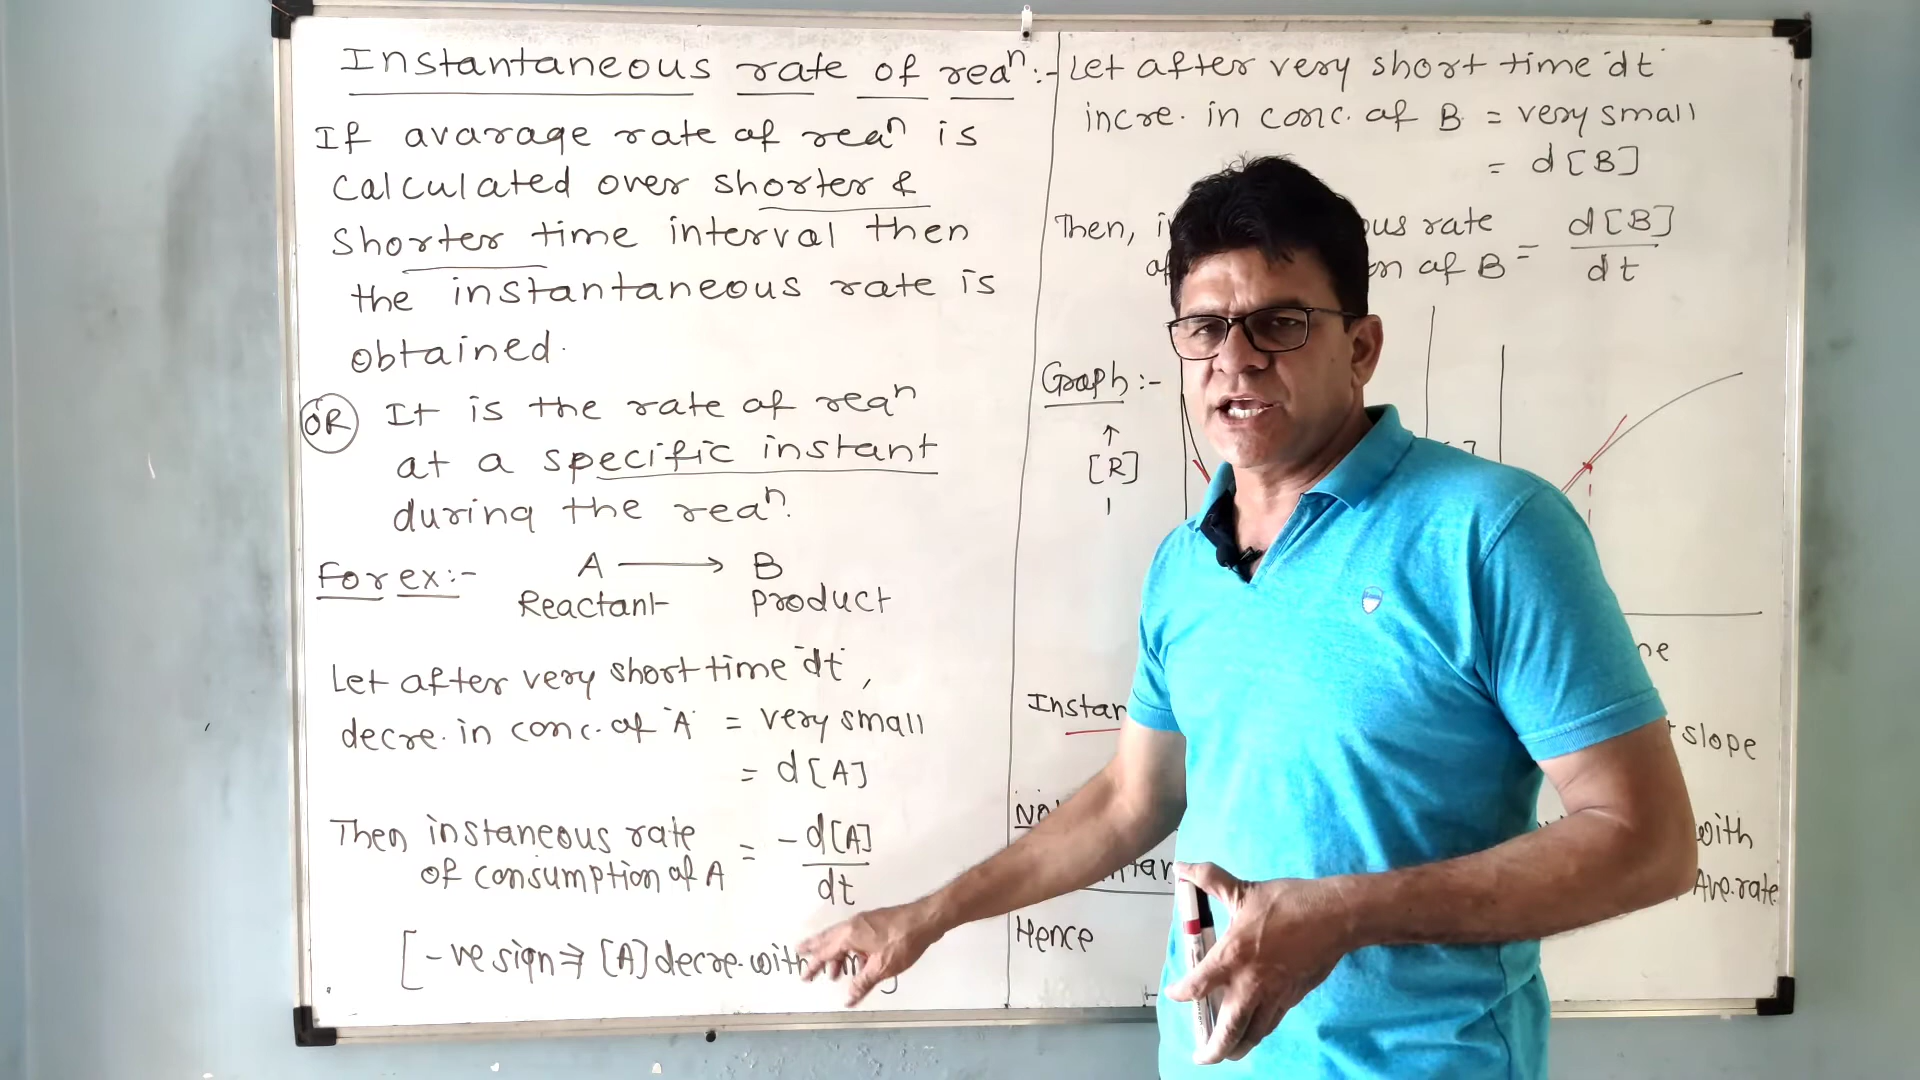 Instantaneous rate of reaⁿ :-
If avarage rate of reaⁿ is
calculated over shorter &
shorter time interval then
the instantaneous rate is
obtained.
OR It is the rate of reaⁿ
at a specific instant
during the reaⁿ.
For ex:- A ⟶ B
Reactant Product
Let after very short time 'dt',
decre. in conc. of 'A' = very small
= d[A]
Then instaneous rate of consumption of A = -d[A]/dt
[-ve sign ⇒ [A] decre. with
Let after very short time 'dt'
incre. in conc. of B = very small
= d[B]
Then, rate
of B = d[B]/dt
Graph :-
↑
[R]
slope
with
Ave. rate
Hence